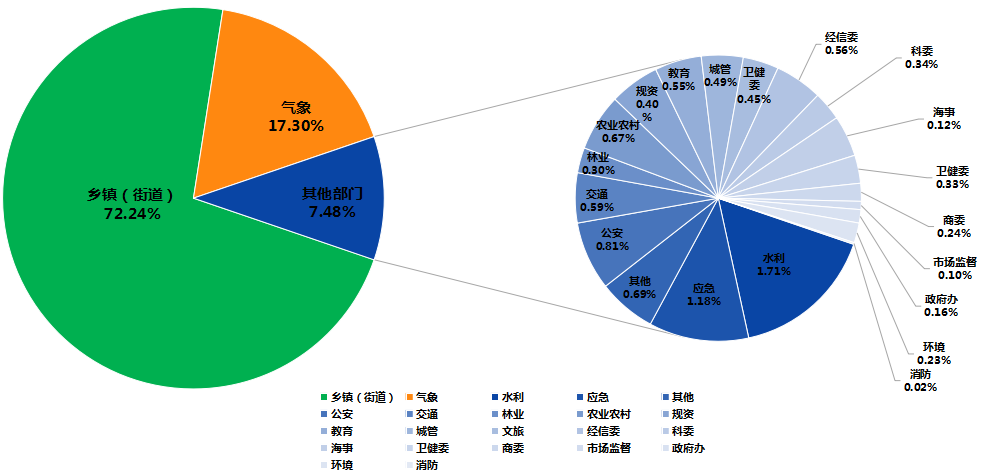 乡镇（街道）
72.24%
气象
17.30%
其他部门
7.48%
水利
1.71%
应急
1.18%
其他
0.69%
公安
0.81%
交通
0.59%
林业
0.30%
农业农村
0.67%
规资
0.40
%
教育
0.55%
城管
0.49%
卫健
委
0.45%
经信委
0.56%
科委
0.34%
海事
0.12%
卫健委
0.33%
商委
0.24%
市场监督
0.10%
政府办
0.16%
环境
0.23%
消防
0.02%
乡镇（街道） 气象 水利 应急 其他
公安 交通 林业 农业农村 规资
教育 城管 文旅 经信委 科委
海事 卫健委 商委 市场监督 政府办
环境 消防